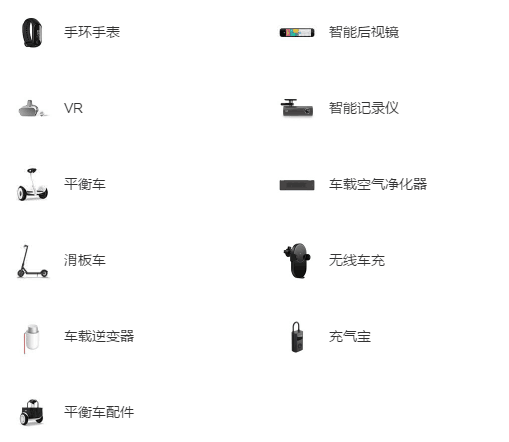 手环手表
智能后视镜
VR
智能记录仪
平衡车
车载空气净化器
滑板车
无线车充
车载逆变器
充气宝
平衡车配件